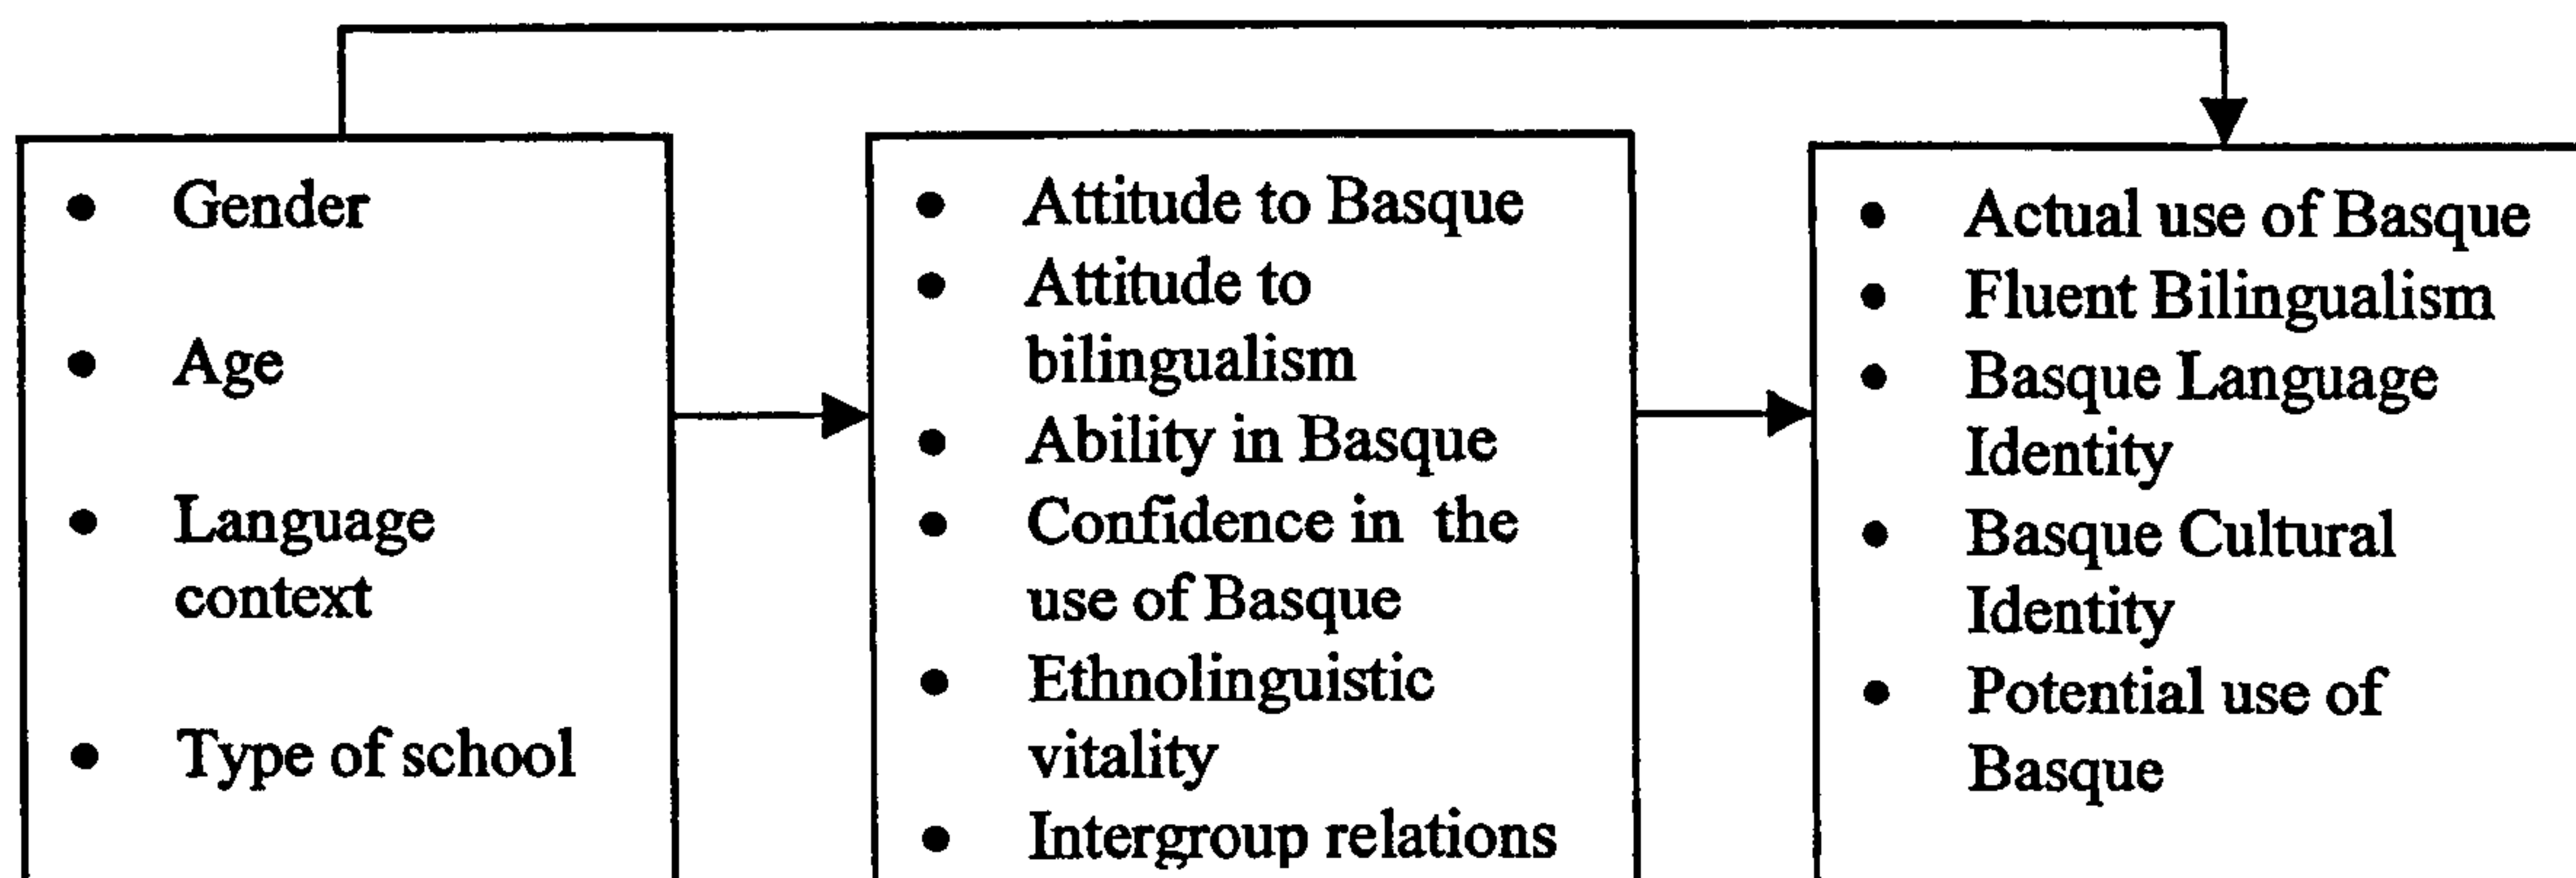 ● Gender
● Age
● Language
context
● Type of school
● Attitude to Basque
● Attitude to
bilingualism
● Ability in Basque
● Confidence in the
use of Basque
● Ethnolinguistic
vitality
● Intergroup relations
● Actual use of Basque
● Fluent Bilingualism
● Basque Language
Identity
● Basque Cultural
Identity
● Potential use of
Basque